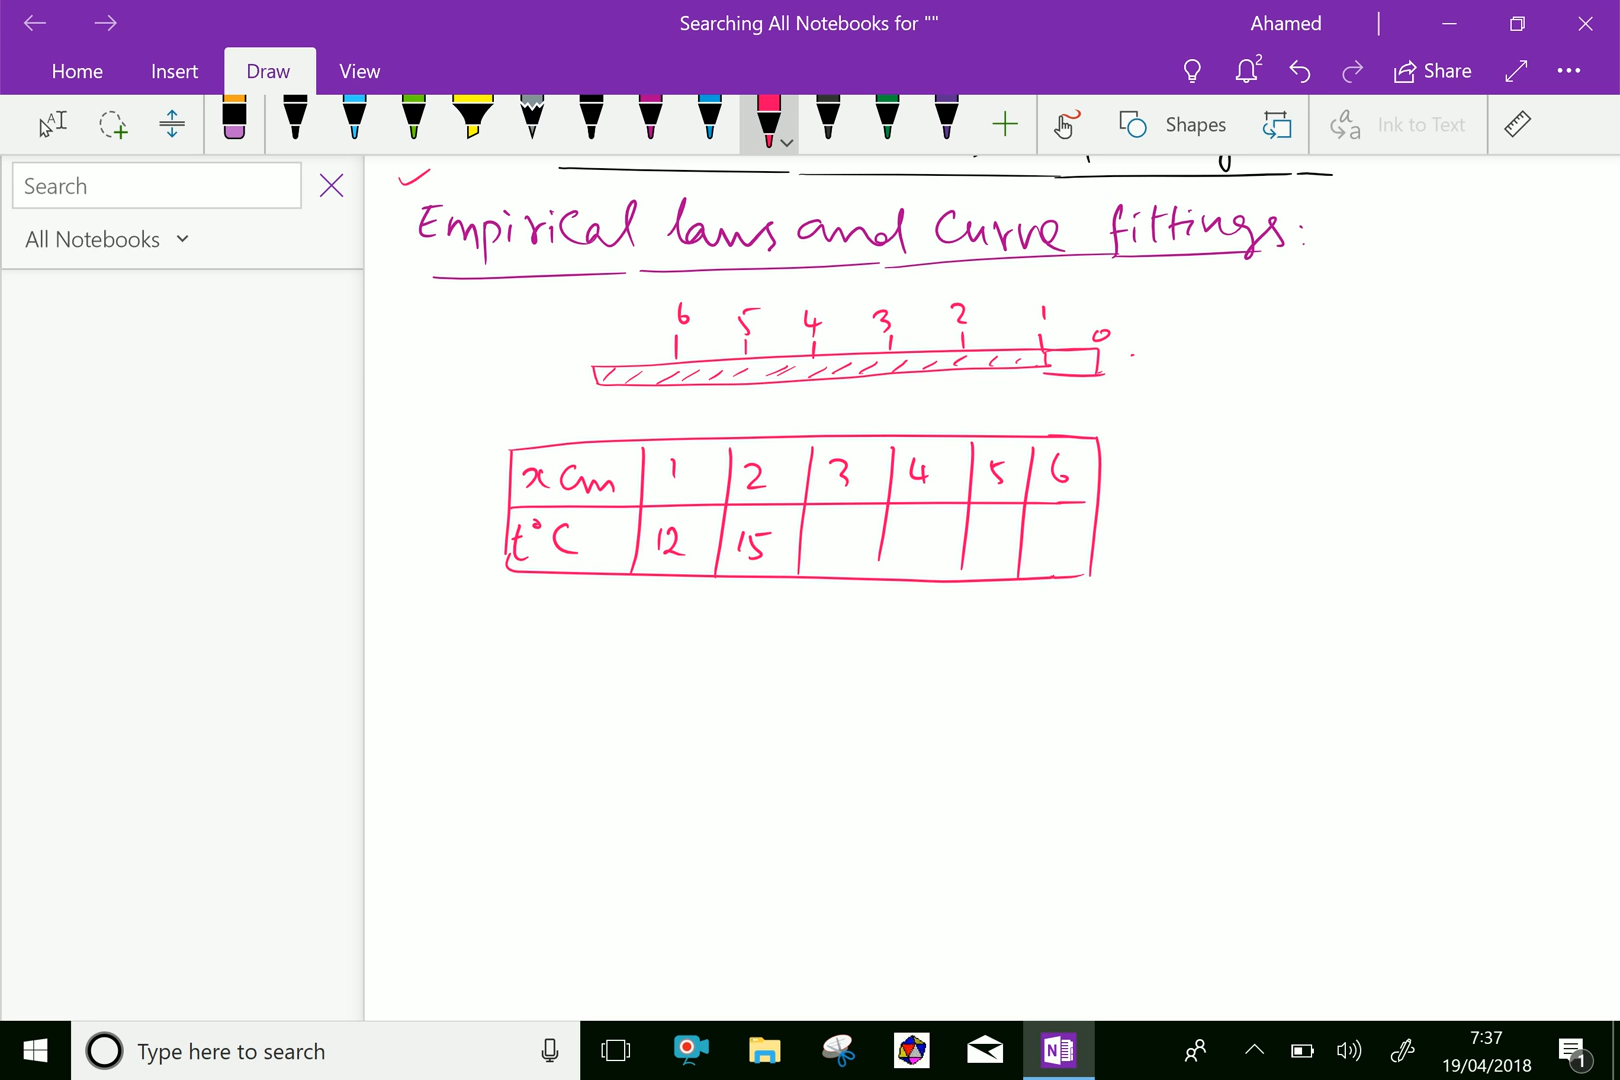 Searching All Notebooks for ""
Ahamed
Home Insert Draw View
2
Share
Shapes
Ink to Text
Search
All Notebooks
Empirical laws and Curve fittings:
6 5 4 3 2 1 0
x Cm 1 2 3 4 5 6
t°C 12 15
Type here to search
7:37
19/04/2018
1